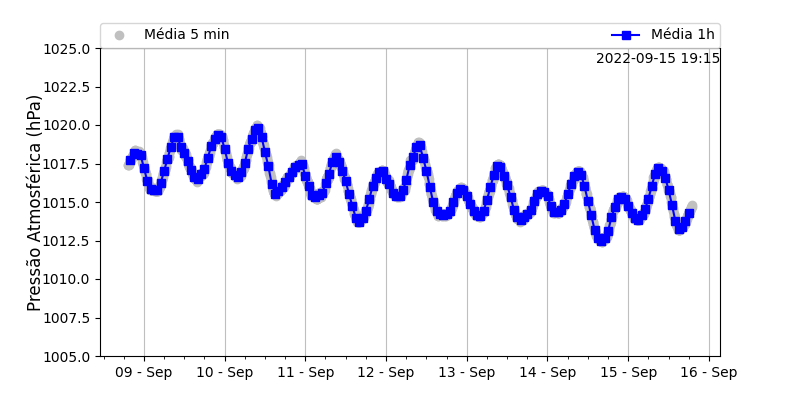 Média 5 min
Média 1h
2022-09-15 19:15
Pressão Atmosférica (hPa)
1025.0
1022.5
1020.0
1017.5
1015.0
1012.5
1010.0
1007.5
1005.0
09 - Sep
10 - Sep
11 - Sep
12 - Sep
13 - Sep
14 - Sep
15 - Sep
16 - Sep